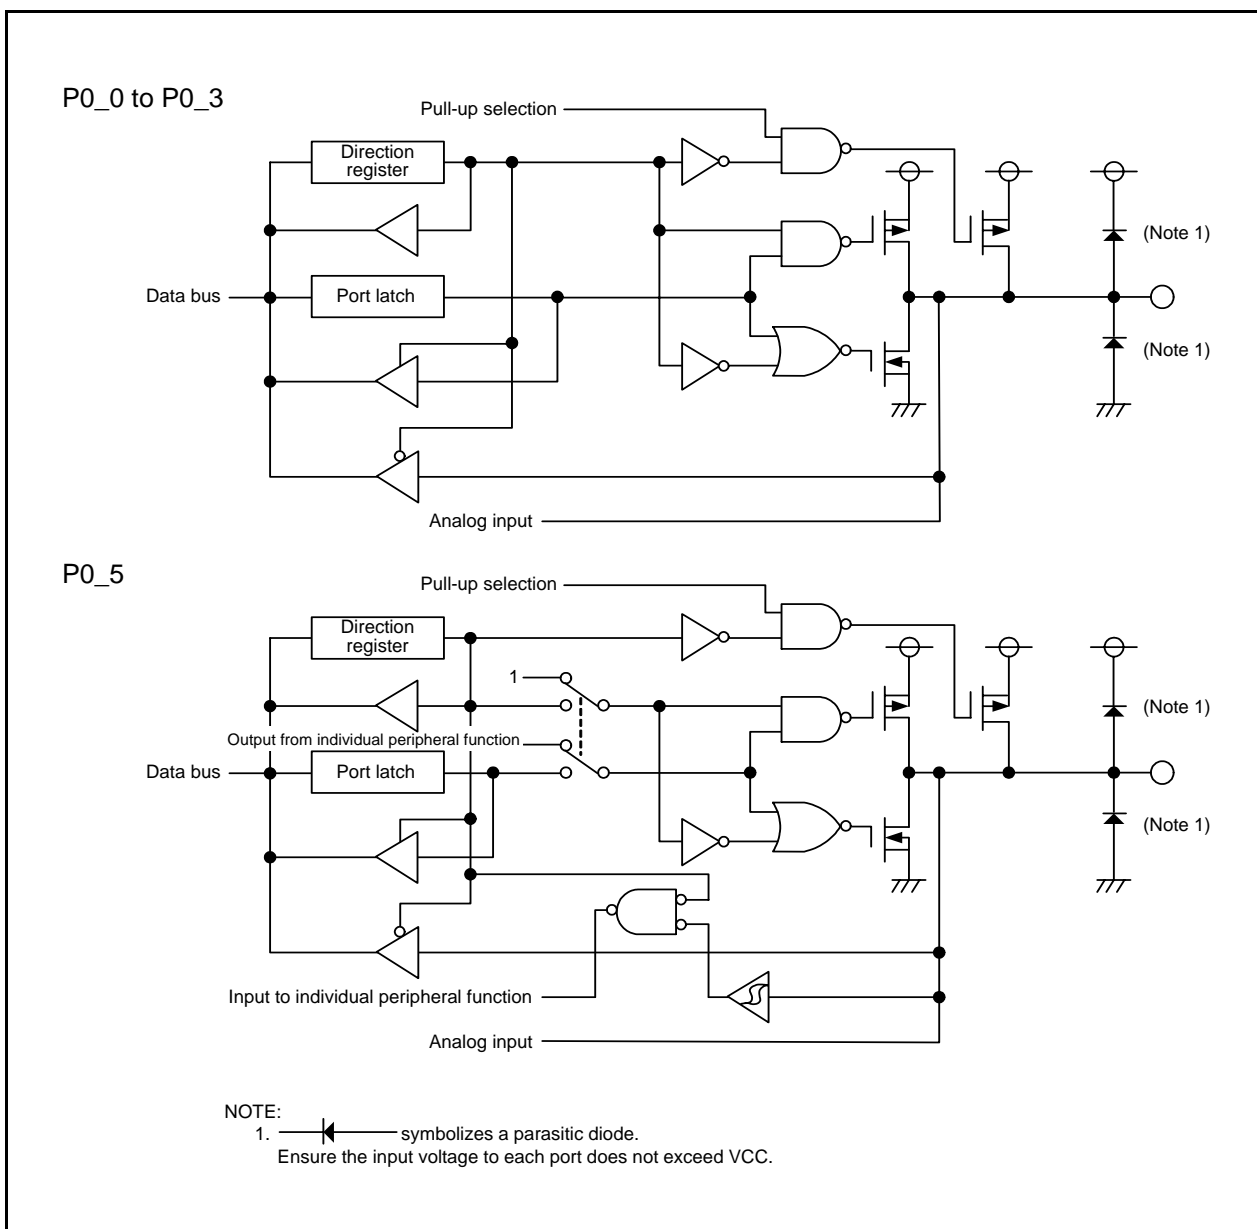 P0_0 to P0_3
Pull-up selection
Direction
register
(Note 1)
Data bus
Port latch
(Note 1)
Analog input
P0_5
Pull-up selection
Direction
register
1
(Note 1)
Output from individual peripheral function
Data bus
Port latch
(Note 1)
Input to individual peripheral function
Analog input
NOTE:
1. symbolizes a parasitic diode.
Ensure the input voltage to each port does not exceed VCC.